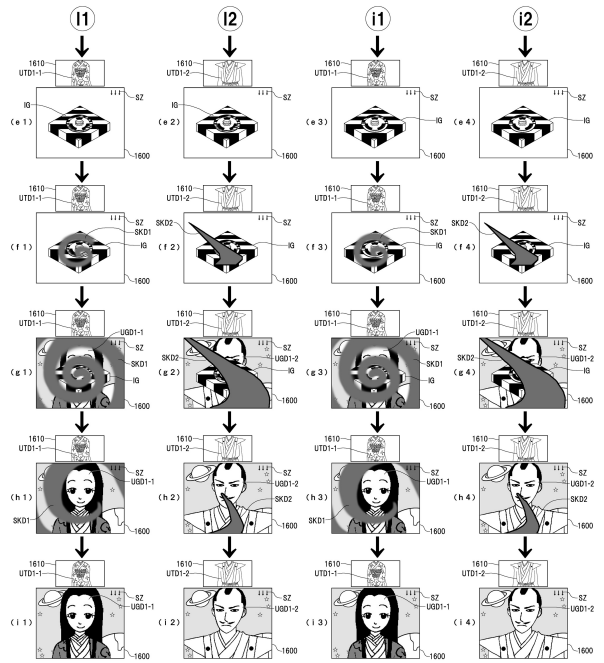 I1 I2 i1 i2
1610 1610 1610 1610
UTD1-1 UTD1-2 UTD1-1 UTD1-2
↓↓↓ SZ ↓↓↓ SZ ↓↓↓ SZ ↓↓↓ SZ
IG IG IG IG
(e1) (e2) (e3) (e4)
1600 1600 1600 1600
1610 1610 1610 1610
UTD1-1 UTD1-2 UTD1-1 UTD1-2
↓↓↓ SZ SKD2 ↓↓↓ SZ ↓↓↓ SZ SKD2 ↓↓↓ SZ
SKD1 SKD1
(f1) IG (f2) IG (f3) IG (f4) IG
1600 1600 1600 1600
1610 1610 1610 1610
UTD1-1 UTD1-2 UTD1-1 UTD1-2
UGD1-1 UGD1-1
↓↓↓ SZ ↓↓↓ SZ ↓↓↓ SZ ↓↓↓ SZ
SKD1 SKD2 UGD1-2 SKD1 SKD2 UGD1-2
(g1) IG (g2) IG (g3) IG (g4) IG
1600 1600 1600 1600
1610 1610 1610 1610
UTD1-1 UTD1-2 UTD1-1 UTD1-2
↓↓↓ SZ ↓↓↓ SZ ↓↓↓ SZ ↓↓↓ SZ
UGD1-1 UGD1-2 UGD1-1 UGD1-2
(h1) (h2) SKD2 (h3) (h4) SKD2
SKD1 1600 1600 SKD1 1600 1600
1610 1610 1610 1610
UTD1-1 UTD1-2 UTD1-1 UTD1-2
↓↓↓ SZ ↓↓↓ SZ ↓↓↓ SZ ↓↓↓ SZ
UGD1-1 UGD1-2 UGD1-1 UGD1-2
(i1) (i2) (i3) (i4)
1600 1600 1600 1600